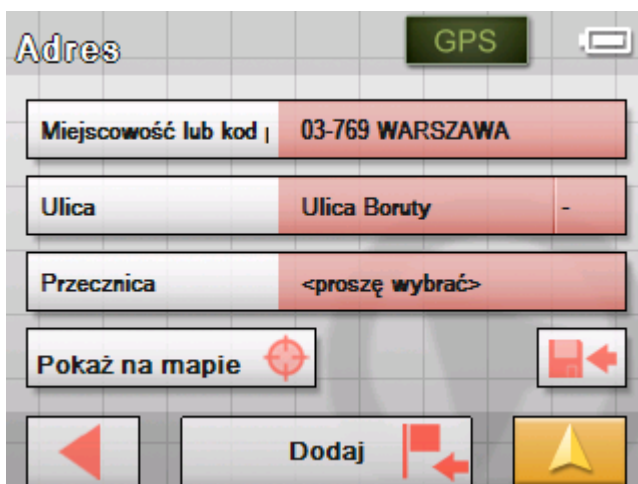 Adres GPS
Miejscowość lub kod 03-769 WARSZAWA
Ulica Ulica Boruty -
Przecznica <proszę wybrać>
Pokaż na mapie
Dodaj